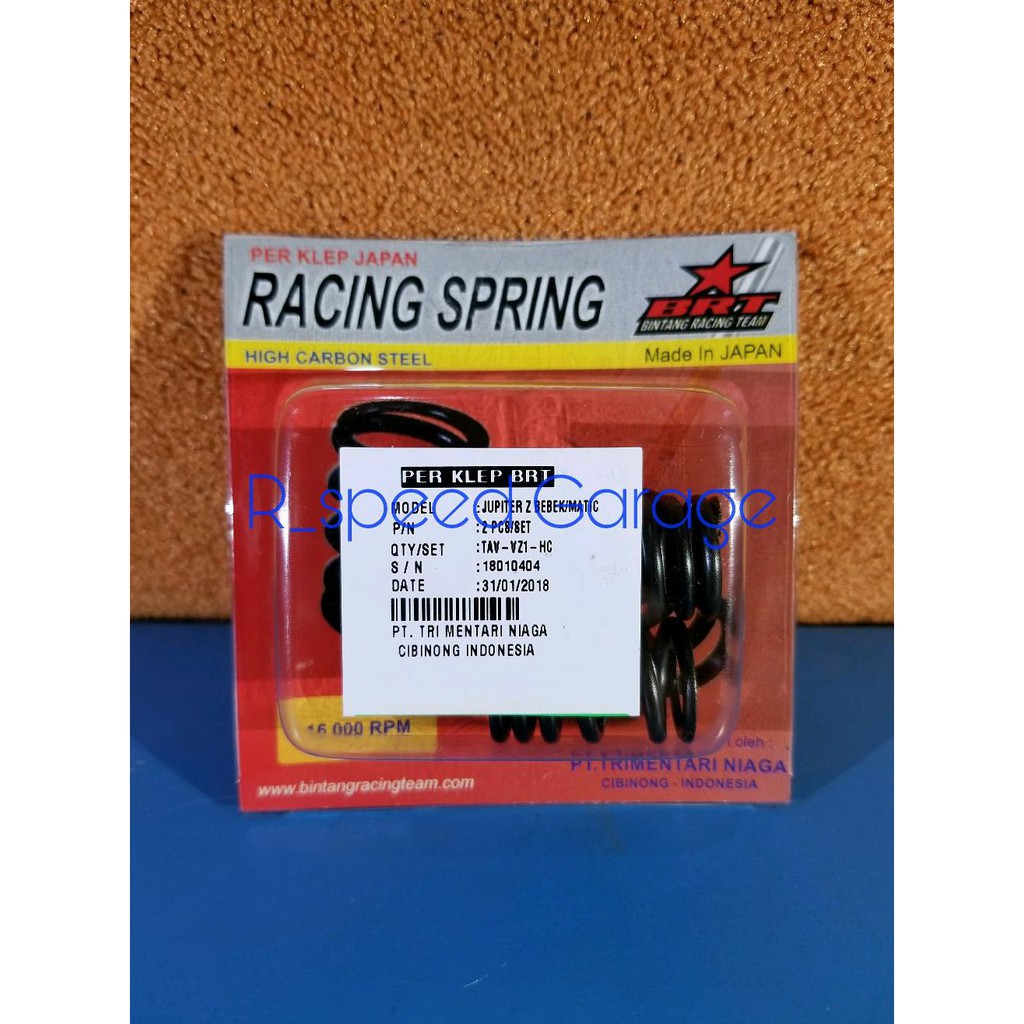 PER KLEP JAPAN
RACING SPRING
BRT
BINTANG RACING TEAM
HIGH CARBON STEEL
Made In JAPAN
PER KLEP BRT
R_speed Garage
MODEL :JUPITER Z BEBEK/MATIC
P/N :2 PCS/SET
QTY/SET :TAV-VZ1-HC
S / N :18010404
DATE :31/01/2018
PT. TRI MENTARI NIAGA
CIBINONG INDONESIA
16 000 RPM
oleh :
PT.TRIMENTARI NIAGA
CIBINONG - INDONESIA
www.bintangracingteam.com